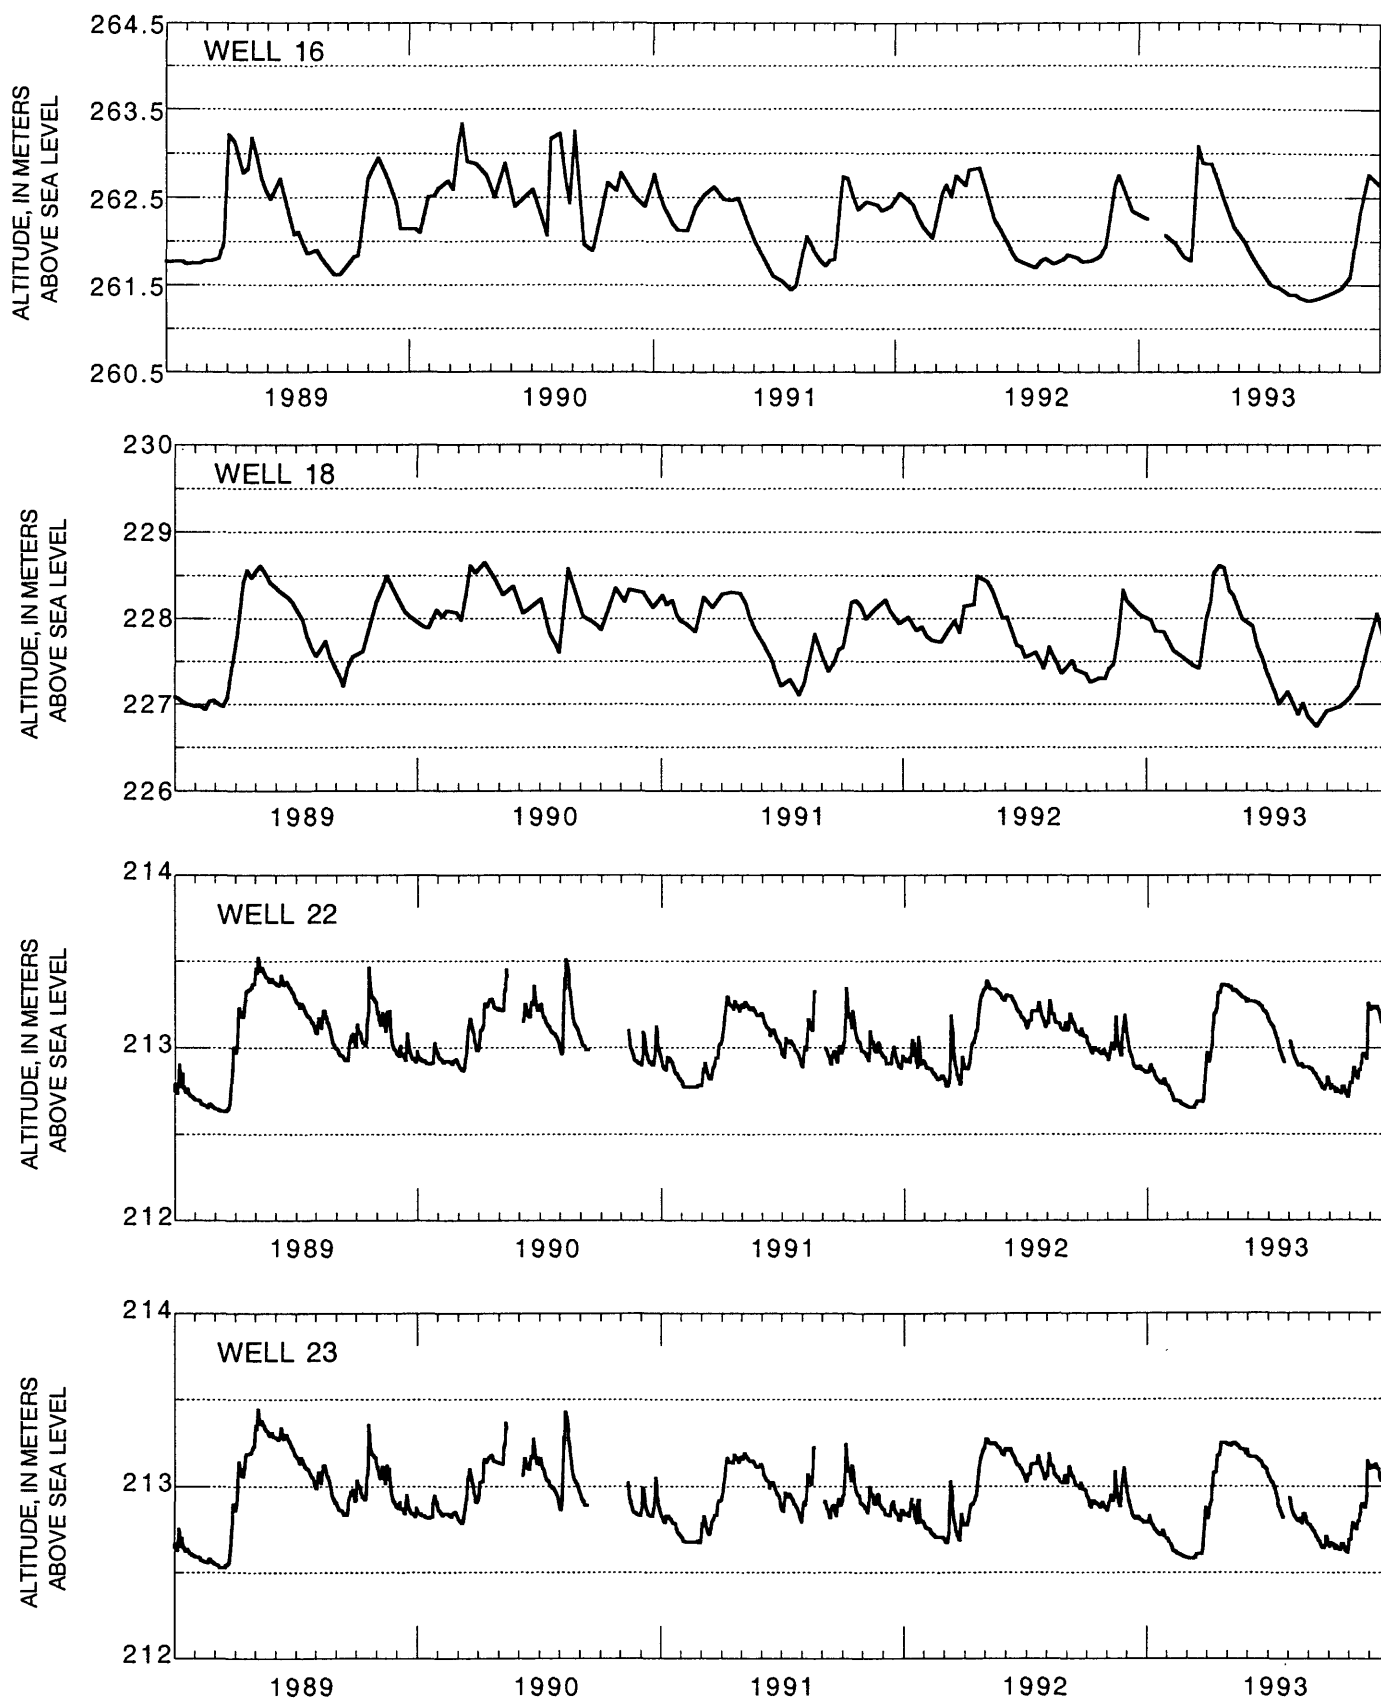 264.5
WELL 16
263.5
262.5
261.5
260.5
ALTITUDE, IN METERS
ABOVE SEA LEVEL
1989 1990 1991 1992 1993
230
WELL 18
229
228
227
226
ALTITUDE, IN METERS
ABOVE SEA LEVEL
1989 1990 1991 1992 1993
214
WELL 22
213
212
ALTITUDE, IN METERS
ABOVE SEA LEVEL
1989 1990 1991 1992 1993
214
WELL 23
213
212
ALTITUDE, IN METERS
ABOVE SEA LEVEL
1989 1990 1991 1992 1993